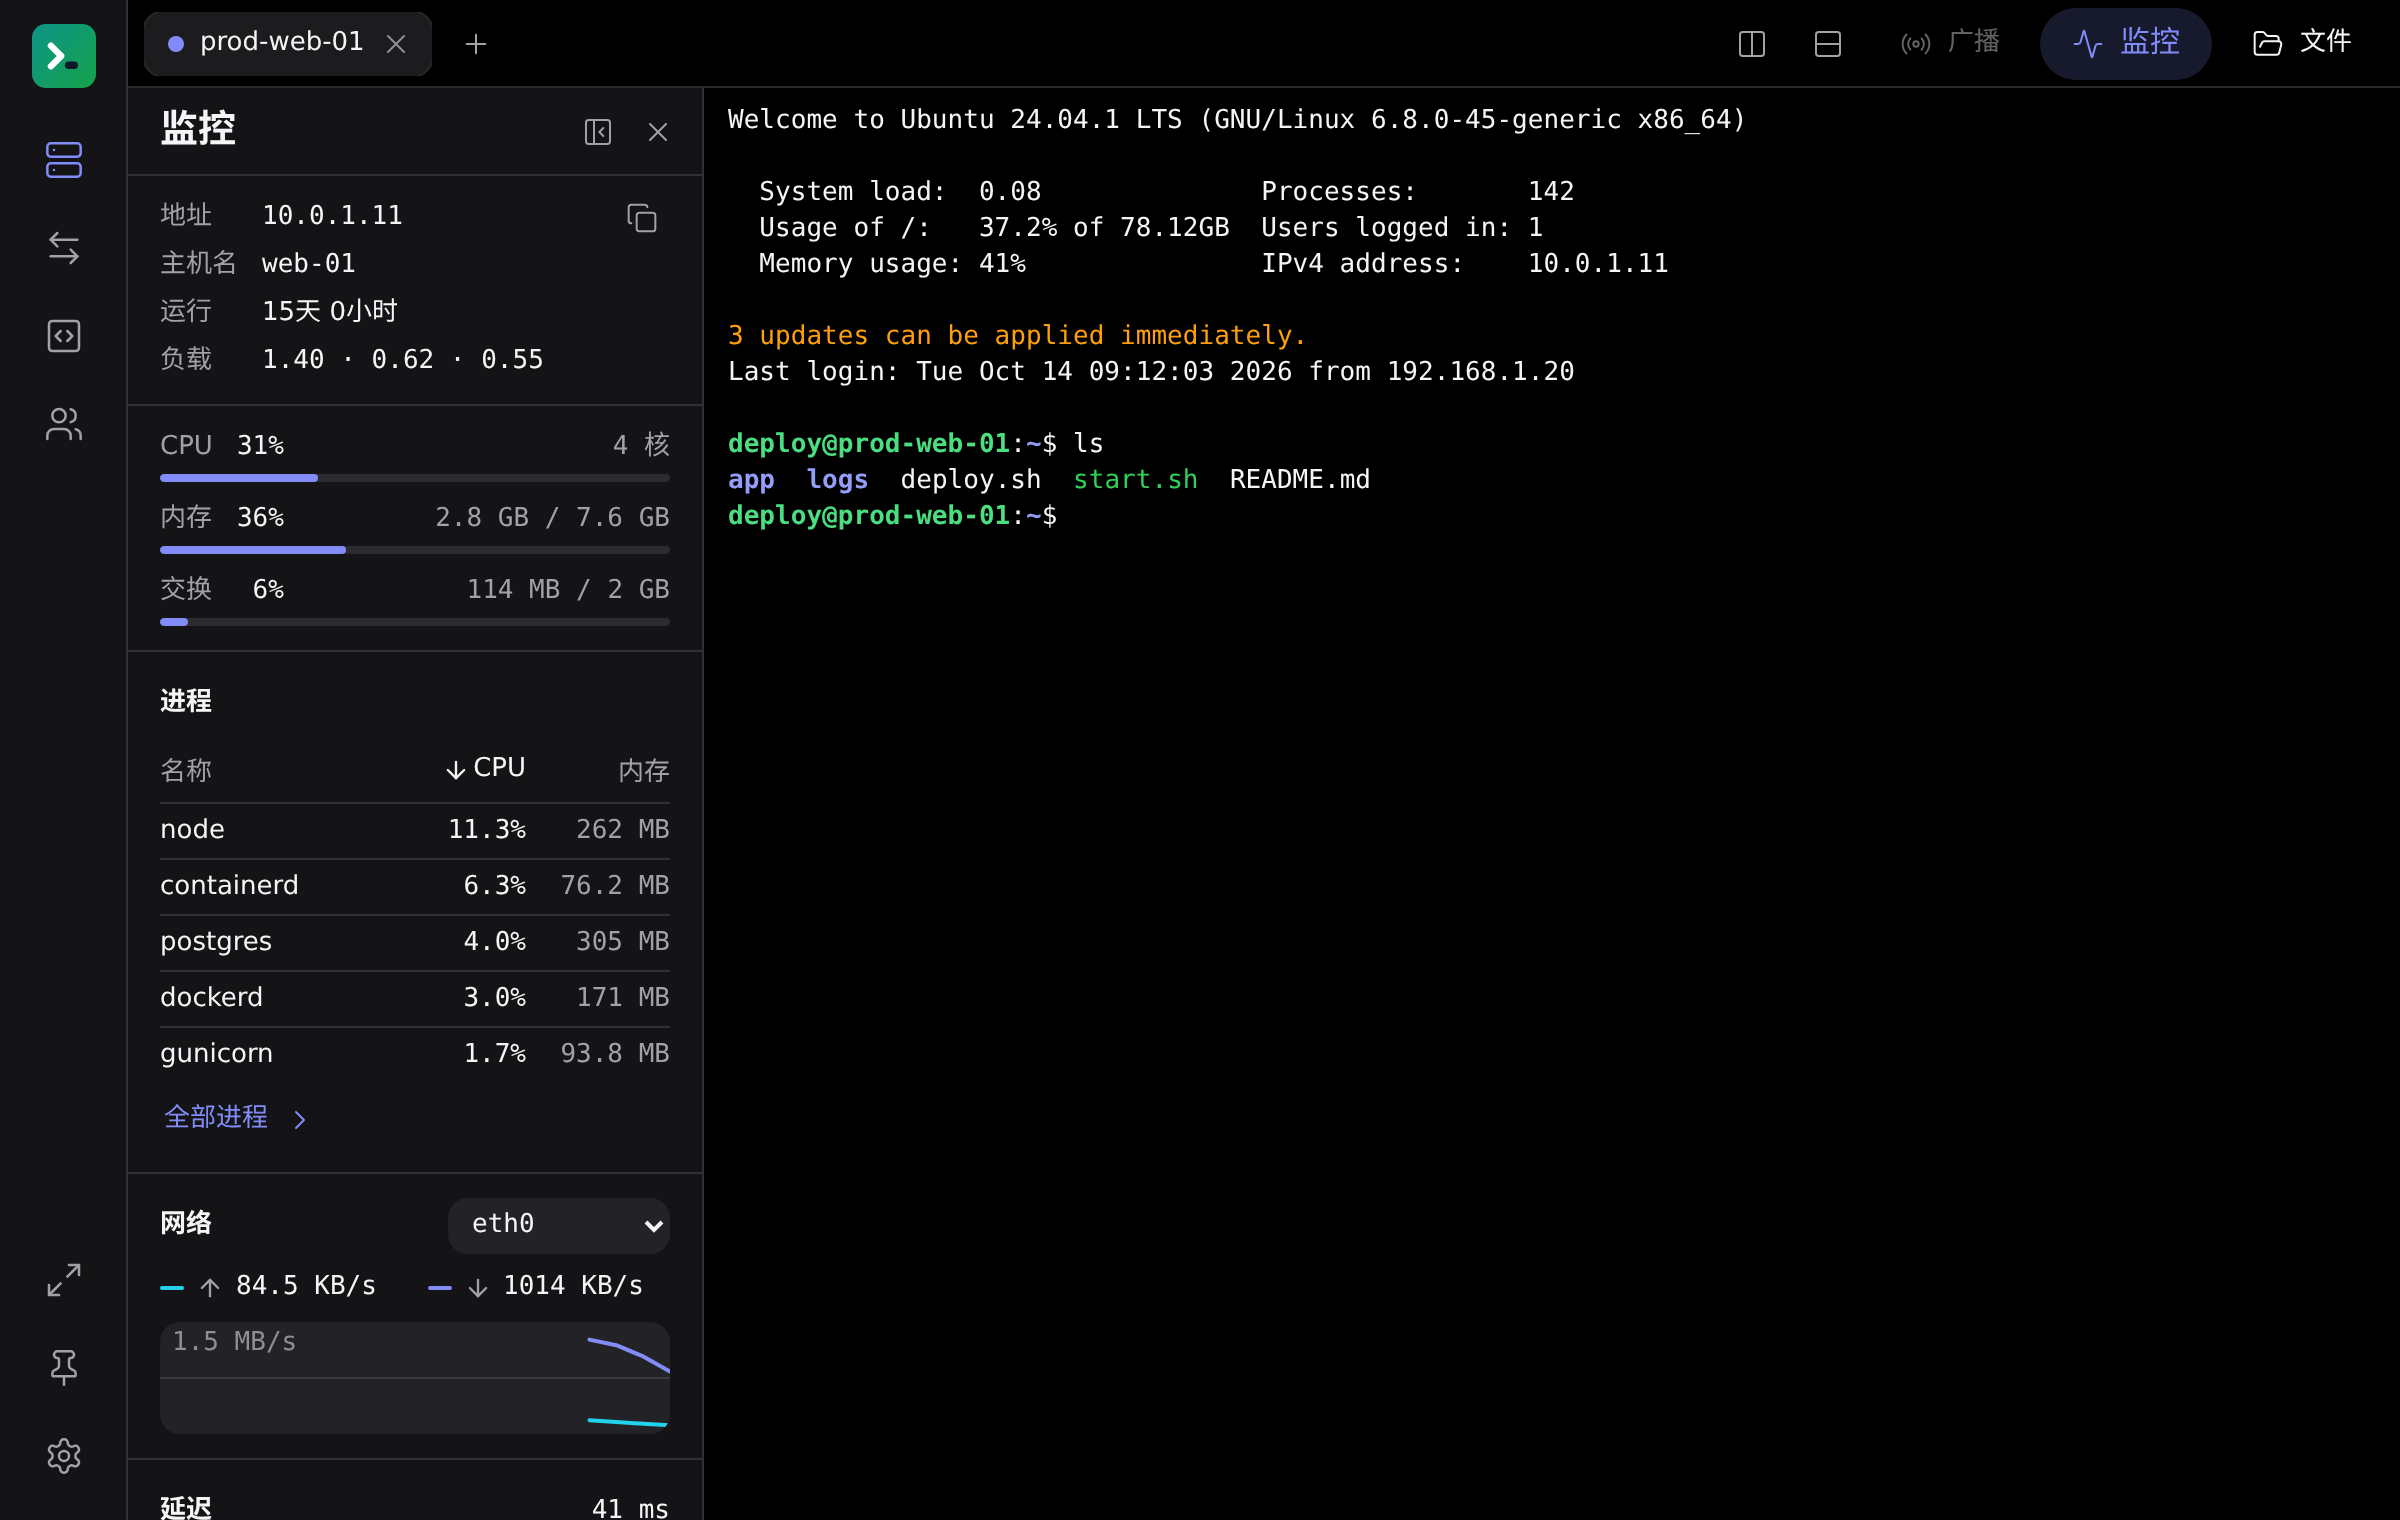 prod-web-01
广播
监控
文件
监控
地址 10.0.1.11
主机名 web-01
运行 15天 0小时
负载 1.40 · 0.62 · 0.55
CPU 31% 4 核
内存 36% 2.8 GB / 7.6 GB
交换 6% 114 MB / 2 GB
进程
名称 ↓ CPU 内存
node 11.3% 262 MB
containerd 6.3% 76.2 MB
postgres 4.0% 305 MB
dockerd 3.0% 171 MB
gunicorn 1.7% 93.8 MB
全部进程
网络 eth0
↑ 84.5 KB/s ↓ 1014 KB/s
1.5 MB/s
延迟 41 ms
Welcome to Ubuntu 24.04.1 LTS (GNU/Linux 6.8.0-45-generic x86_64)
System load: 0.08 Processes: 142
Usage of /: 37.2% of 78.12GB Users logged in: 1
Memory usage: 41% IPv4 address: 10.0.1.11
3 updates can be applied immediately.
Last login: Tue Oct 14 09:12:03 2026 from 192.168.1.20
deploy@prod-web-01:~$ ls
app logs deploy.sh start.sh README.md
deploy@prod-web-01:~$